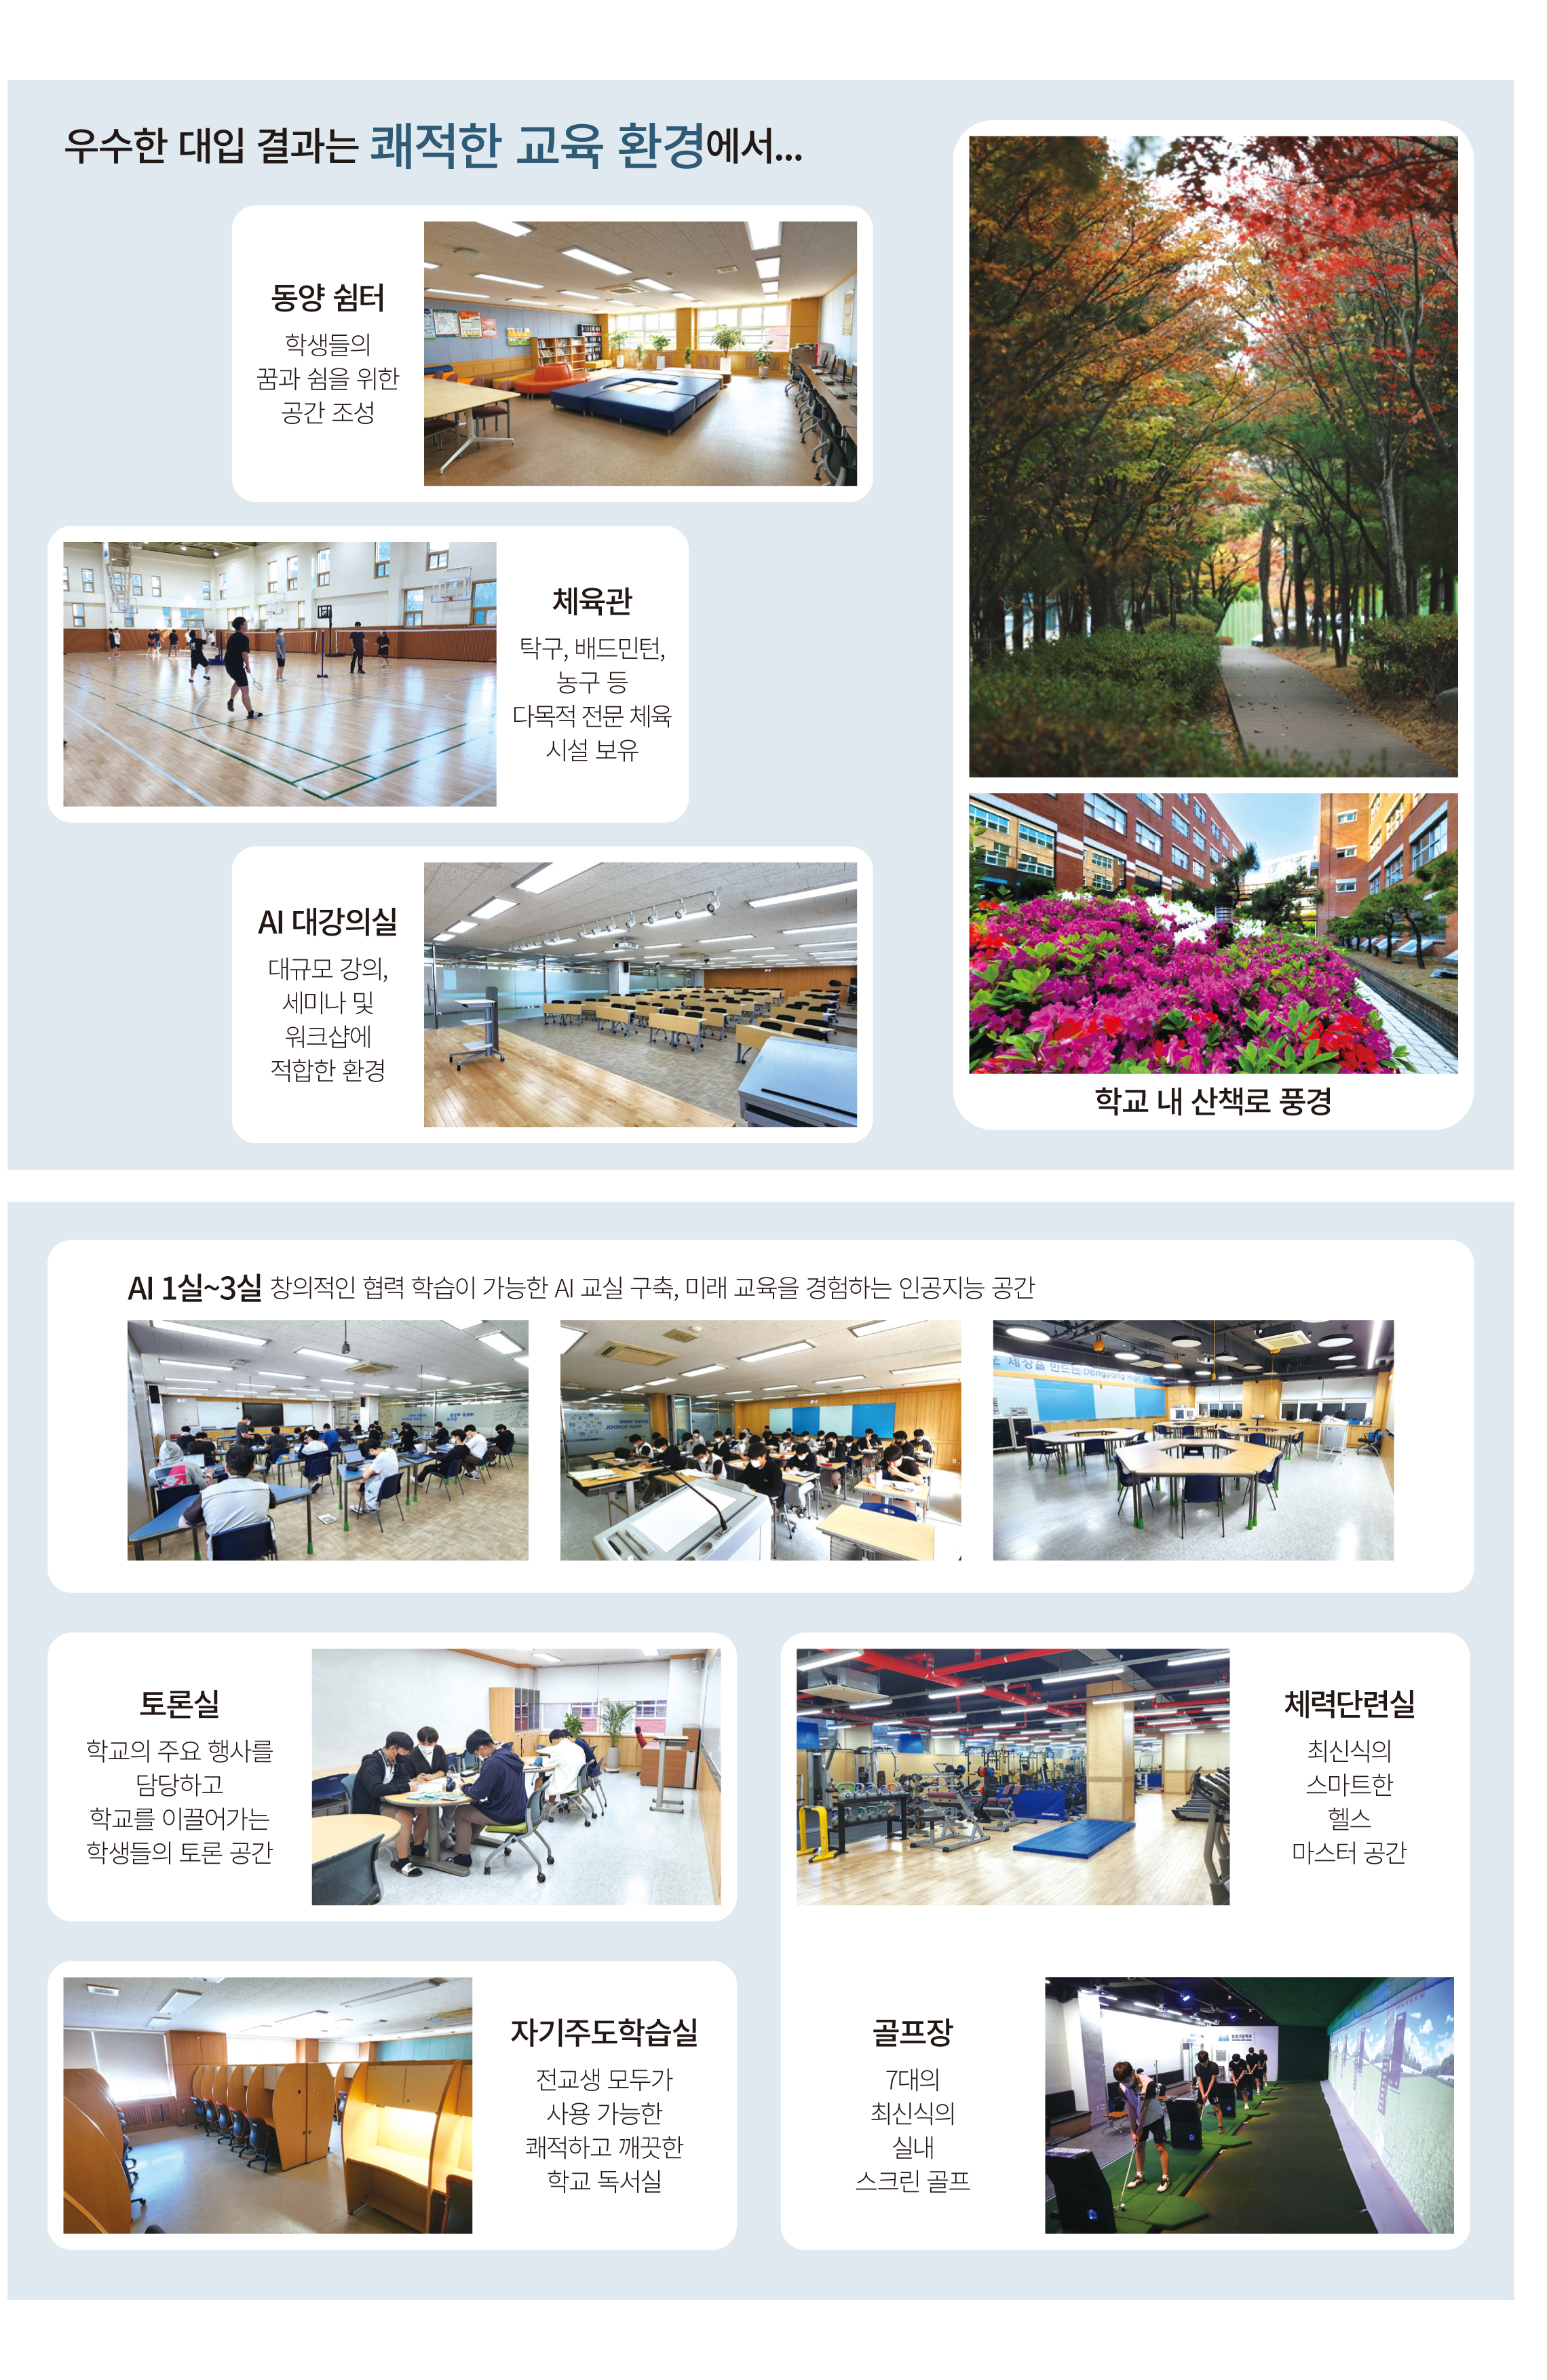 우수한 대입 결과는 쾌적한 교육 환경에서...
동양 쉼터
학생들의
꿈과 쉼을 위한
공간 조성
체육관
탁구, 배드민턴,
농구 등
다목적 전문 체육
시설 보유
AI 대강의실
대규모 강의,
세미나 및
워크샵에
적합한 환경
학교 내 산책로 풍경
AI 1실~3실 창의적인 협력 학습이 가능한 AI 교실 구축, 미래 교육을 경험하는 인공지능 공간
토론실
학교의 주요 행사를
담당하고
학교를 이끌어가는
학생들의 토론 공간
체력단련실
최신식의
스마트한
헬스
마스터 공간
자기주도학습실
전교생 모두가
사용 가능한
쾌적하고 깨끗한
학교 독서실
골프장
7대의
최신식의
실내
스크린 골프